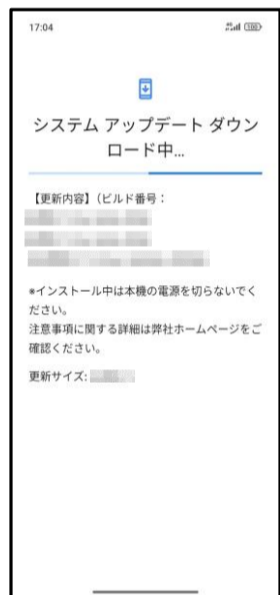 17:04
システム アップデート ダウン
ロード中...
【更新内容】(ビルド番号：
※インストール中は本機の電源を切らないでく
ださい。
注意事項に関する詳細は弊社ホームページをご
確認ください。
更新サイズ: